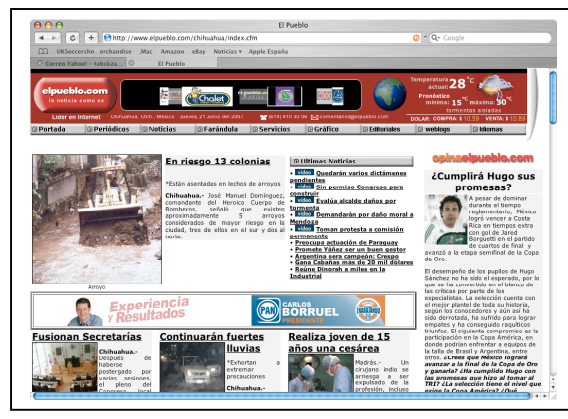 El Pueblo
http://www.elpueblo.com/chihuahua/index.cfm
Google
UKSoccersho...erchandise Mac Amazon eBay Noticias Apple España
Correo Yahoo! - tahskza... El Pueblo
elpueblo.com
la noticia como es
Chalet
Temperatura actual: 28°C
Pronóstico
mínima: 15°C máxima: 30°C
tormentas aisladas
Lider en Internet Chihuahua, Chih., México Jueves, 21 Junio del 2007 (614) 410 30 06 comentario@elpueblo.com DOLAR: COMPRA: $ 10.59 VENTA: $ 10.89
Portada Periódicos Noticias Farándula Servicios Gráfico Editoriales weblogs Idiomas
Arroyo
En riesgo 13 colonias
*Están asentadas en lechos de arroyos
Chihuahua.- José Manuel Domínguez,
comandante del Heroico Cuerpo de
Bomberos, señaló que existen
aproximadamente 5 arroyos
considerados de mayor riesgo en la
ciudad, tres de ellos en el sur y dos al
norte.
Ultimas Noticias
• video Quedarán varios dictámenes
pendientes
• video Sin permiso Congreso para
construir
• video Evalúa alcalde daños por
tormenta
• video Demandarán por daño moral a
Mendoza
• video Toman protesta a comisión
permanente
• Preocupa actuación de Paraguay
• Promete Yáñez ser un buen gestor
• Argentina será campeón: Crespo
• Gana Cabañas más de 20 mil dólares
• Reúne Dinorah a miles en la
Industrial
opinaelpueblo.com
¿Cumplirá Hugo sus
promesas?
A pesar de dominar
durante el tiempo
reglamentario, México
logró vencer a Costa
Rica en tiempos extra
con gol de Jared
Borguetti en el partido
de cuartos de final y
avanzó a la etapa semifinal de la Copa
de Oro.
El desempeño de los pupilos de Hugo
Sánchez no ha sido el esperado, por lo
que se ha convertido en el blanco de
las críticas por parte de los
especialistas. La selección cuenta con
el mejor plantel de toda su historia,
según los conocedores y aún así ha
sido derrotada, ha sufrido para lograr
empates y ha conseguido raquíticos
triunfos. El siguiente compromiso es la
participación en la Copa América, en
donde podrían enfrentar a equipos de
la talla de Brasil y Argentina, entre
otros. ¿Crees que México logrará
avanzar a la final de la Copa de Oro
y ganarla? ¿Ha cumplido Hugo con
las promesas que hizo al tomar al
TRI? ¿La selección tiene el nivel que
exige la Copa América? ¿Qué
Experiencia
y Resultados
PAN
CARLOS
BORRUEL
PRESIDENTE
Fusionan Secretarías
Chihuahua.-
Después de
haberse
postergado por
varias sesiones,
el pleno del
Congreso local
Continuarán fuertes
lluvias
*Exhortan a
extremar
precauciones
Chihuahua.-
Realiza joven de 15
años una cesárea
Madrás.- Un
cirujano indio se
arriesga a ser
expulsado de la
profesión, incluso